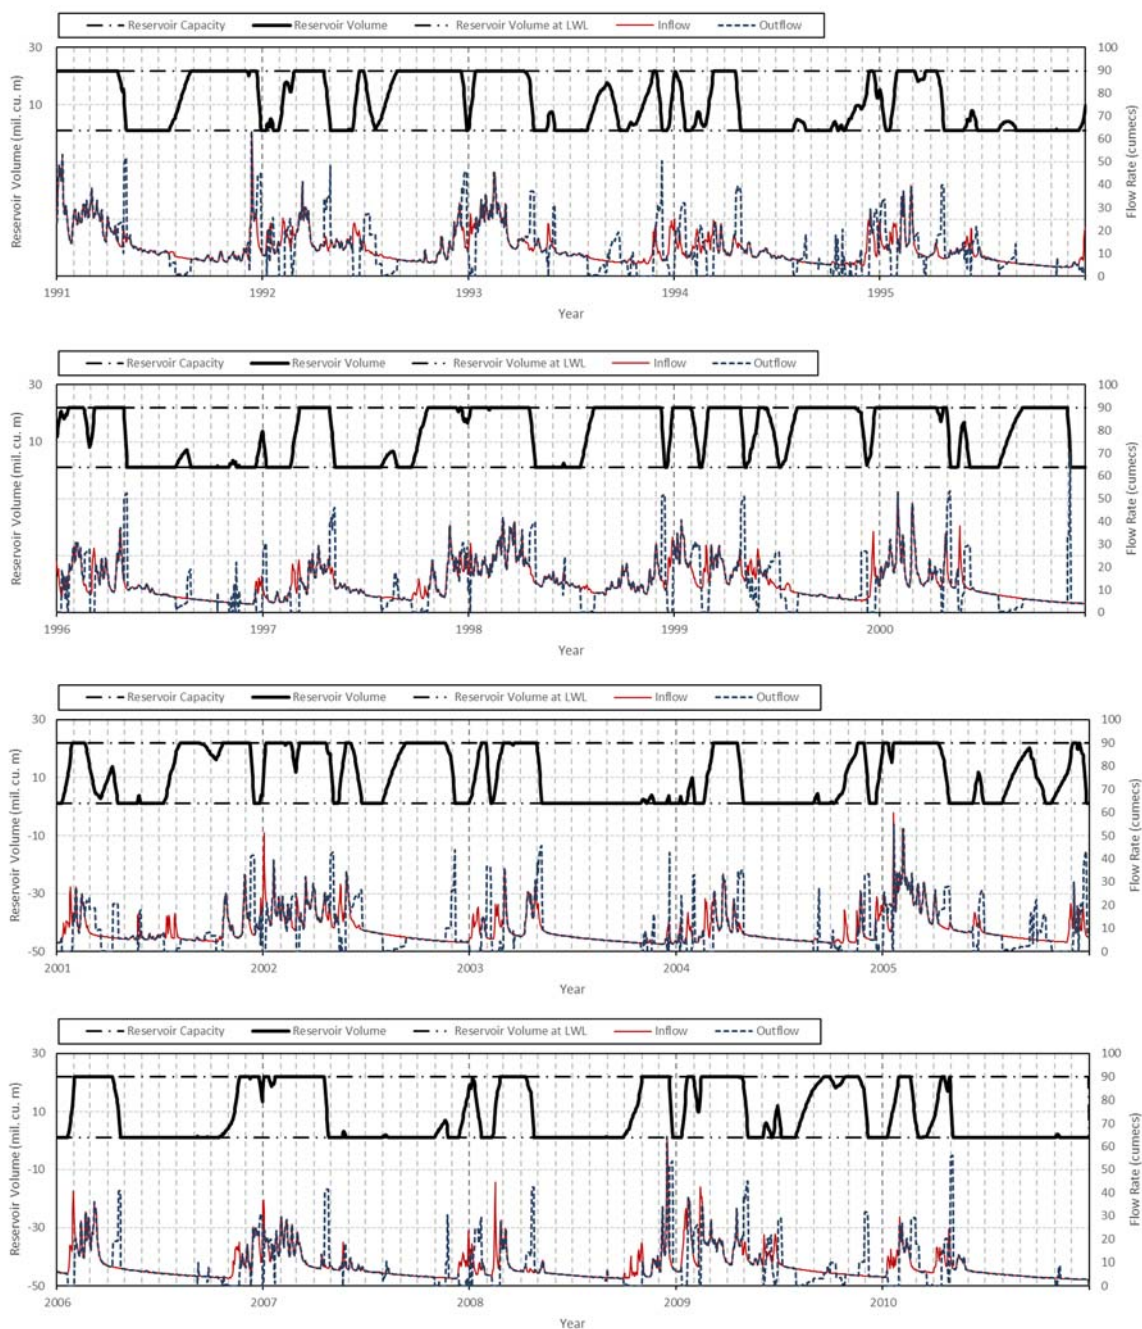 Reservoir Capacity Reservoir Volume Reservoir Volume at LWL Inflow Outflow
30 100
90
80
10 70
60
50
40
30
20
10
0
Reservoir Volume (mil. cu. m)
Flow Rate (cumecs)
1991 1992 1993 1994 1995
Year
Reservoir Capacity Reservoir Volume Reservoir Volume at LWL Inflow Outflow
30 100
90
80
10 70
60
50
40
30
20
10
0
Reservoir Volume (mil. cu. m)
Flow Rate (cumecs)
1996 1997 1998 1999 2000
Year
Reservoir Capacity Reservoir Volume Reservoir Volume at LWL Inflow Outflow
30 100
90
80
10 70
60
-10 50
40
-30 30
20
10
-50 0
Reservoir Volume (mil. cu. m)
Flow Rate (cumecs)
2001 2002 2003 2004 2005
Year
Reservoir Capacity Reservoir Volume Reservoir Volume at LWL Inflow Outflow
30 100
90
80
10 70
60
-10 50
40
-30 30
20
10
-50 0
Reservoir Volume (mil. cu. m)
Flow Rate (cumecs)
2006 2007 2008 2009 2010
Year